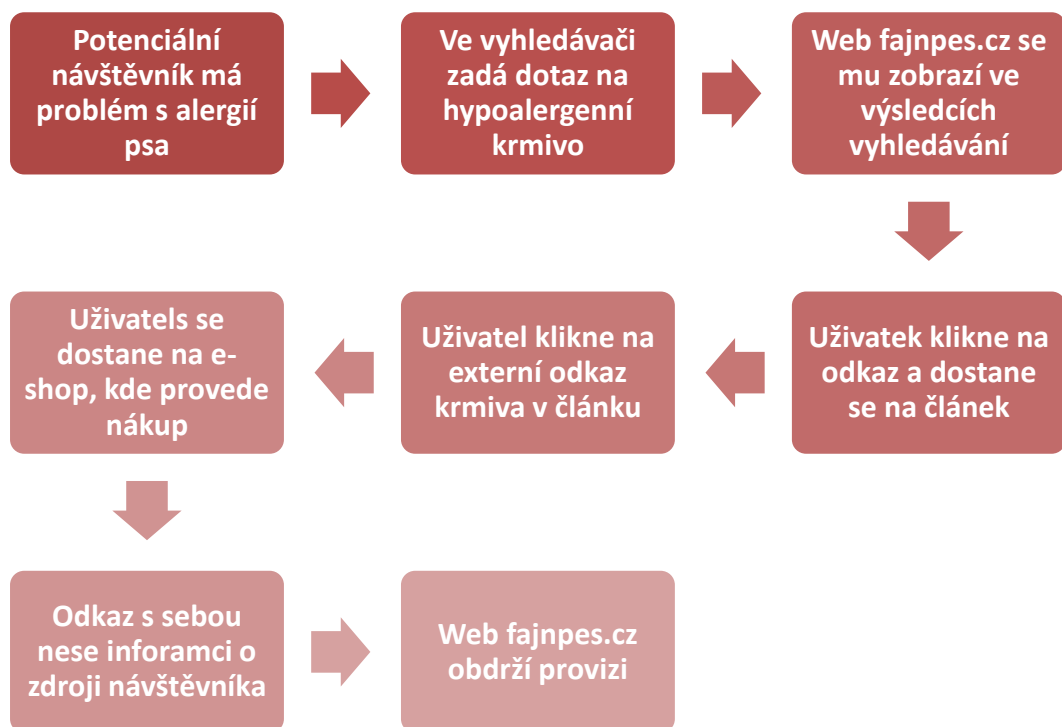 Potenciální
návštěvník má
problém s alergií
psa
Ve vyhledávači
zadá dotaz na
hypoalergenní
krmivo
Web fajnpes.cz se
mu zobrazí ve
výsledcích
vyhledávání
Uživatek klikne na
odkaz a dostane
se na článek
Uživatel klikne na
externí odkaz
krmiva v článku
Uživatels se
dostane na e-
shop, kde provede
nákup
Odkaz s sebou
nese inforamci o
zdroji návštěvníka
Web fajnpes.cz
obdrží provizi